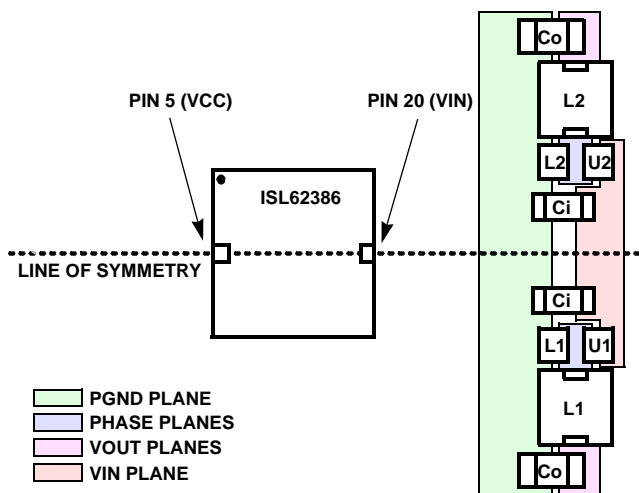 Co
L2
PIN 5 (VCC)
PIN 20 (VIN)
L2
U2
ISL62386
Ci
LINE OF SYMMETRY
Ci
L1
U1
PGND PLANE
L1
PHASE PLANES
VOUT PLANES
Co
VIN PLANE